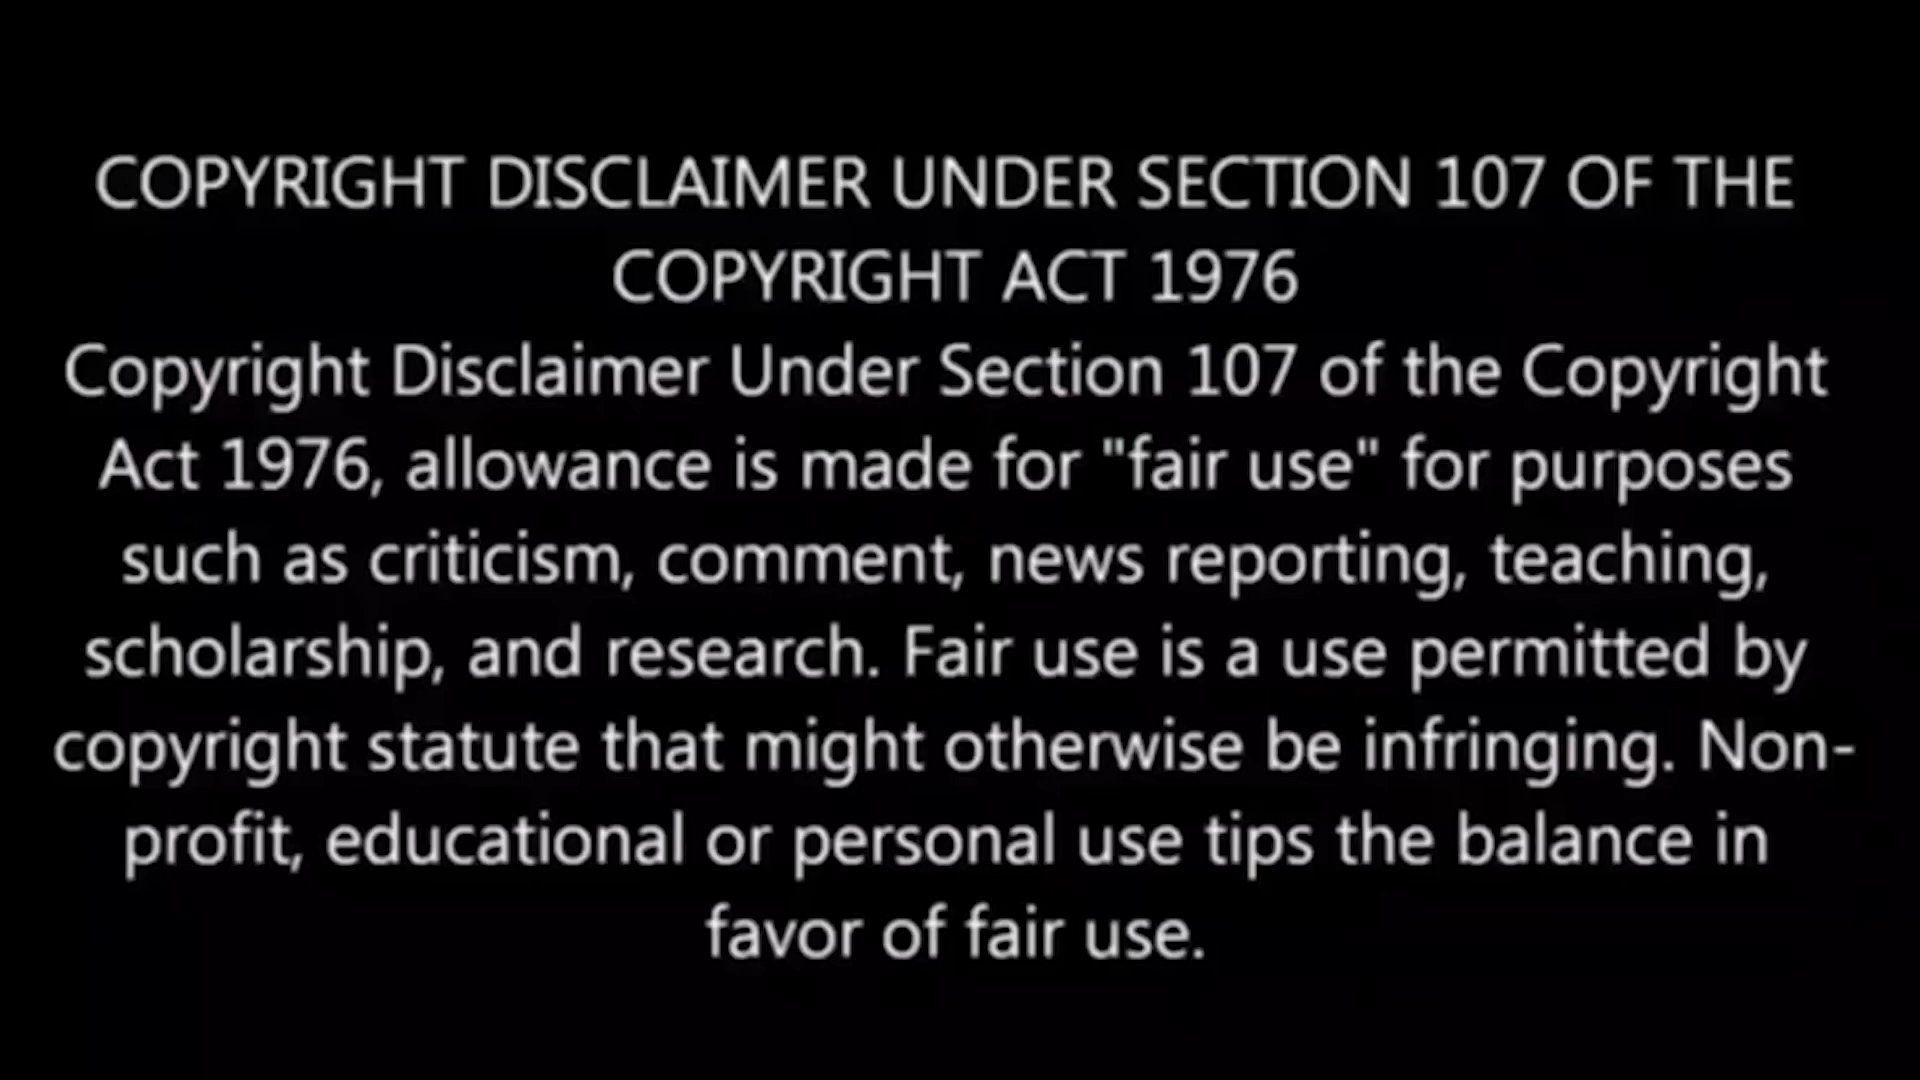 COPYRIGHT DISCLAIMER UNDER SECTION 107 OF THE
COPYRIGHT ACT 1976
Copyright Disclaimer Under Section 107 of the Copyright
Act 1976, allowance is made for "fair use" for purposes
such as criticism, comment, news reporting, teaching,
scholarship, and research. Fair use is a use permitted by
copyright statute that might otherwise be infringing. Non-
profit, educational or personal use tips the balance in
favor of fair use.